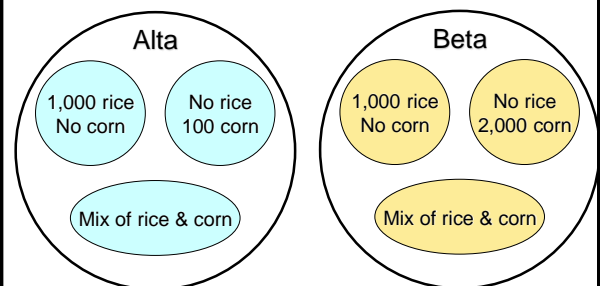 Alta
1,000 rice
No corn
No rice
100 corn
Mix of rice & corn
Beta
1,000 rice
No corn
No rice
2,000 corn
Mix of rice & corn